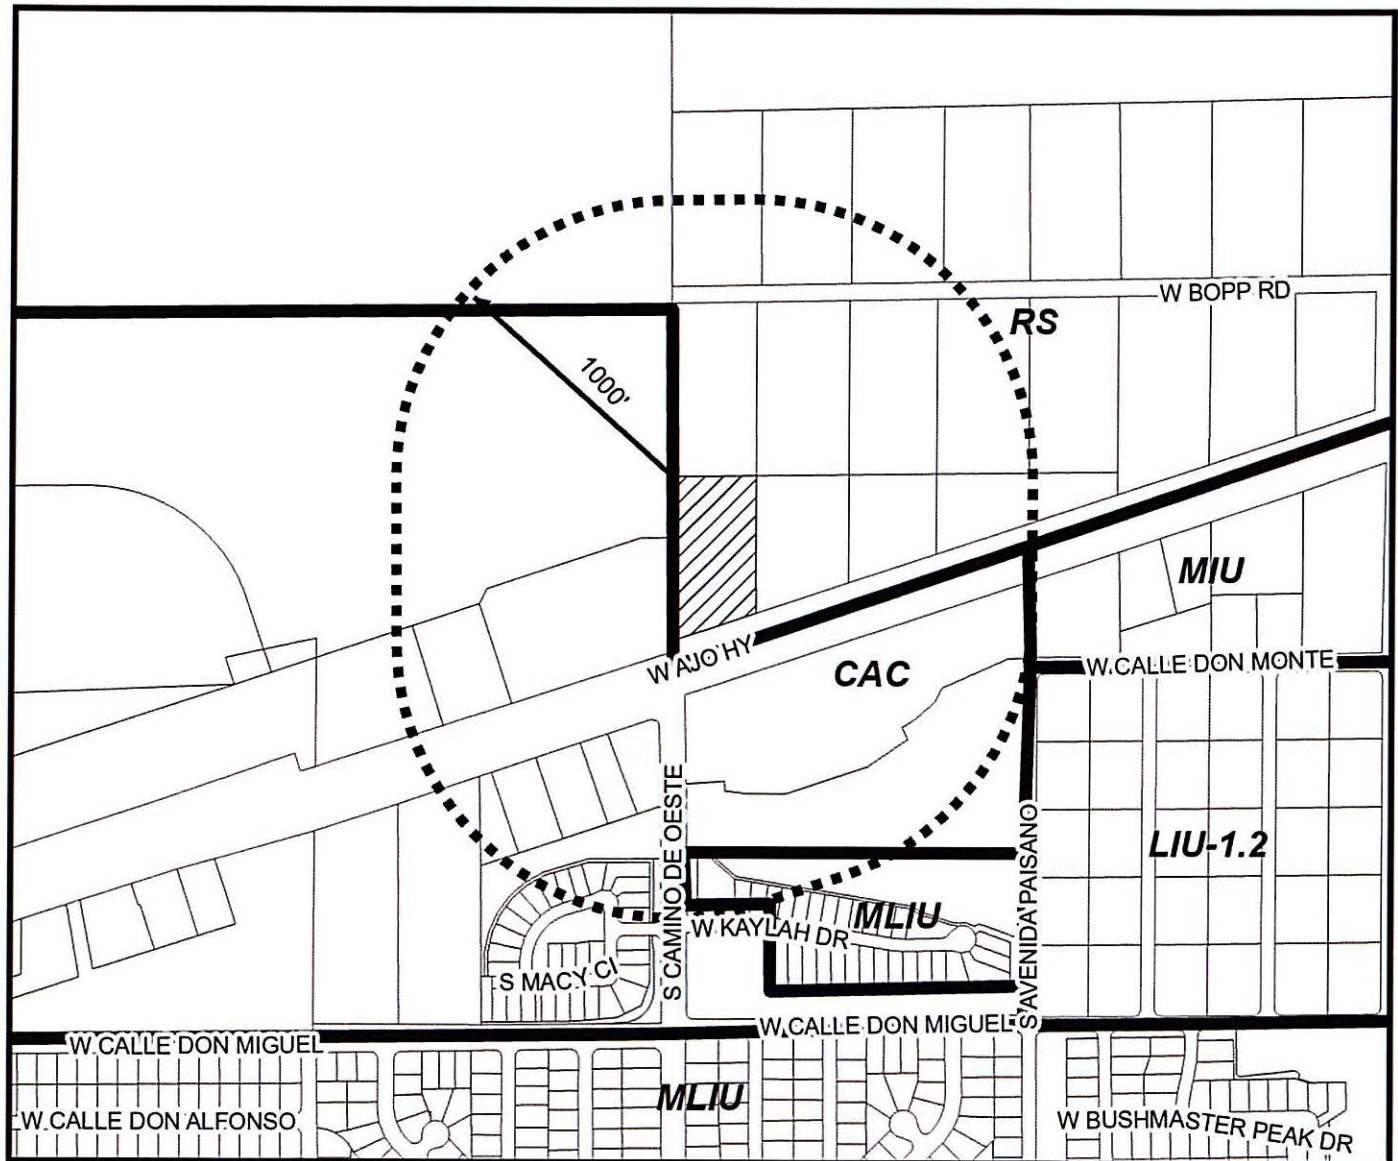 W BOPP RD
RS
1000'
MIU
W AJO HY
CAC
W CALLE DON MONTE
S CAMINO DE OESTE
S AVENIDA PAISANO
LIU-1.2
MLIU
W KAYLAH DR
S MACY CI
W CALLE DON MIGUEL
W CALLE DON MIGUEL
MLIU
W CALLE DON ALFONSO
W BUSHMASTER PEAK DR